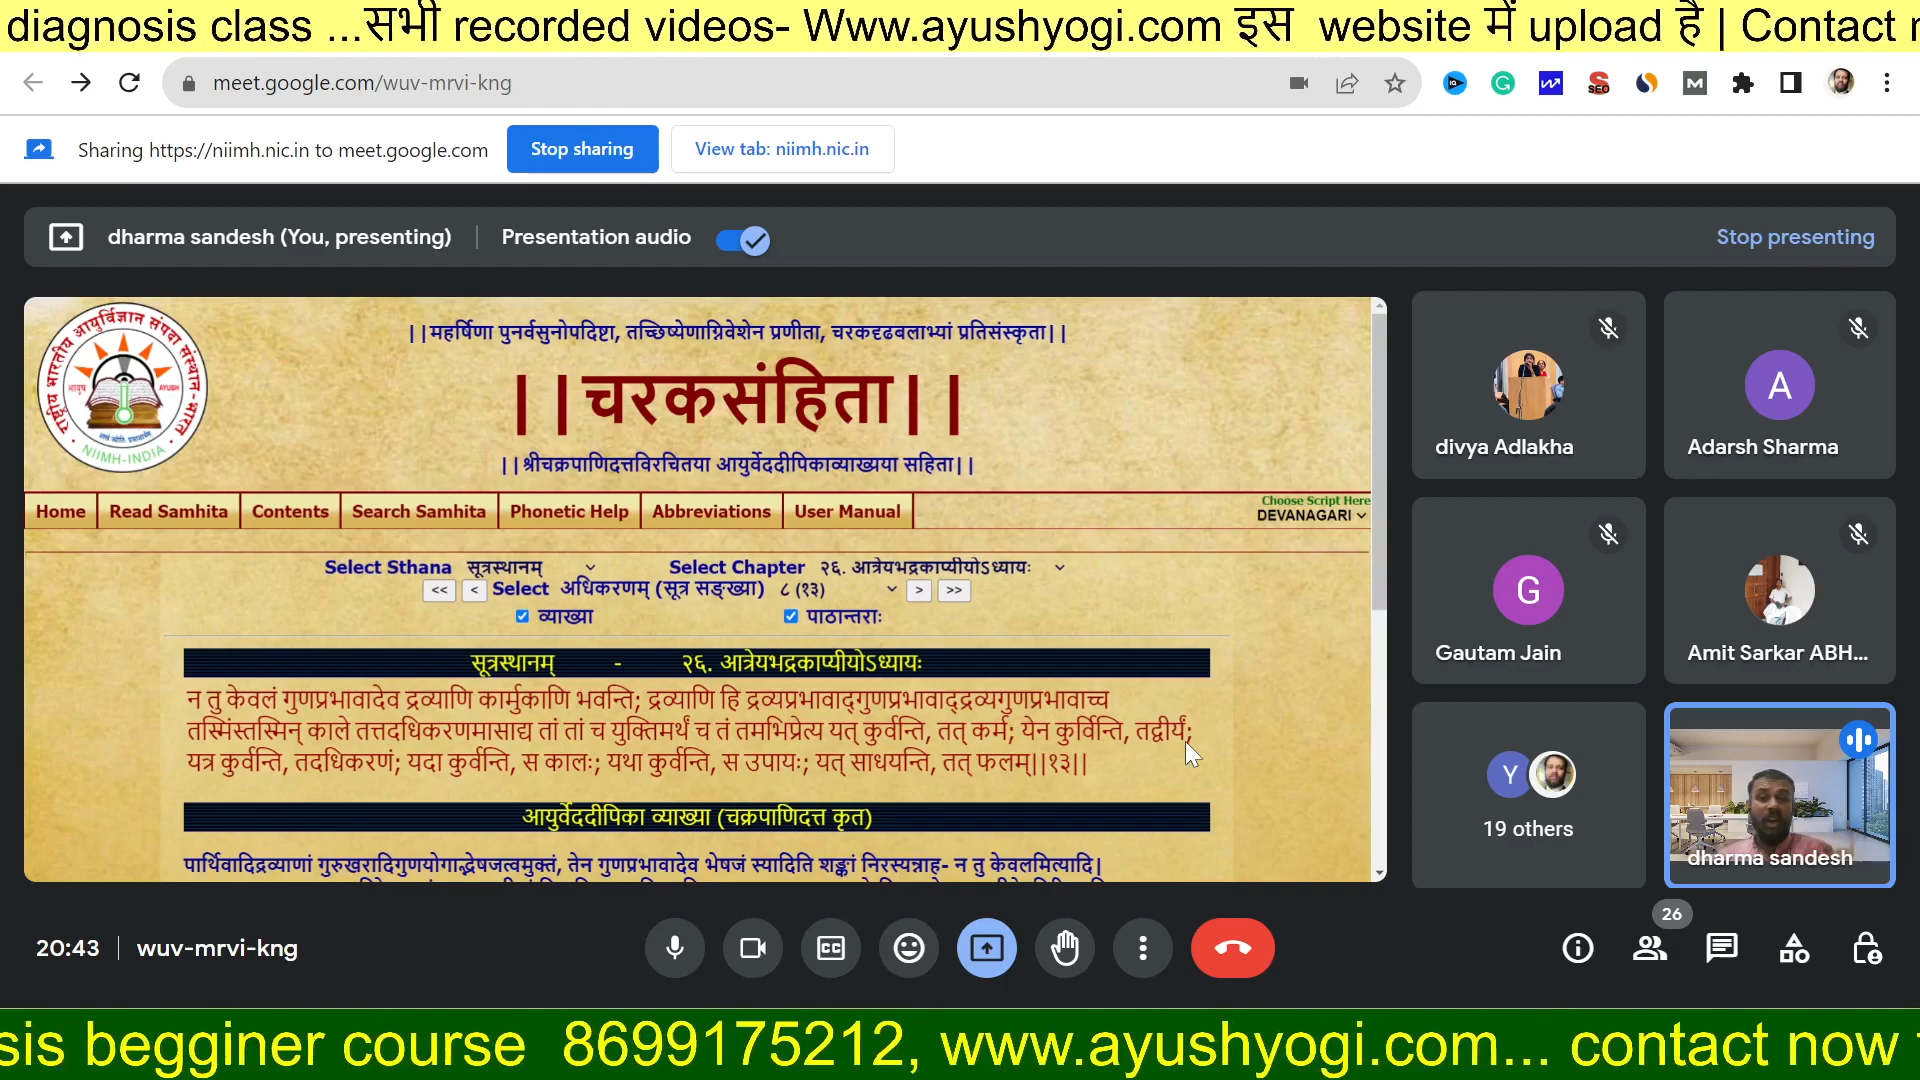 diagnosis class ...सभी recorded videos- Www.ayushyogi.com इस website में upload है | Contact
meet.google.com/wuv-mrvi-kng
Sharing https://niimh.nic.in to meet.google.com Stop sharing View tab: niimh.nic.in
dharma sandesh (You, presenting) Presentation audio Stop presenting
||महर्षिणा पुनर्वसुनोपदिष्टा, तच्छिष्येणाग्निवेशेन प्रणीता, चरकदृढबलाभ्यां प्रतिसंस्कृता||
||चरकसंहिता||
||श्रीचक्रपाणिदत्तविरचितया आयुर्वेददीपिकाव्याख्यया सहिता||
NIIMH-INDIA
Home Read Samhita Contents Search Samhita Phonetic Help Abbreviations User Manual
Choose Script Here
DEVANAGARI
Select Sthana सूत्रस्थानम् Select Chapter २६. आत्रेयभद्रकाप्यीयोऽध्यायः
<< < Select अधिकरणम् (सूत्र सङ्ख्या) ८ (१३) > >>
व्याख्या पाठान्तराः
सूत्रस्थानम् - २६. आत्रेयभद्रकाप्यीयोऽध्यायः
न तु केवलं गुणप्रभावादेव द्रव्याणि कार्मुकाणि भवन्ति; द्रव्याणि हि द्रव्यप्रभावाद्गुणप्रभावाद्द्रव्यगुणप्रभावाच्च
तस्मिंस्तस्मिन् काले तत्तदधिकरणमासाद्य तां तां च युक्तिमर्थं च तं तमभिप्रेत्य यत् कुर्वन्ति, तत् कर्म; येन कुर्वन्ति, तद्वीर्यं;
यत्र कुर्वन्ति, तदधिकरणं; यदा कुर्वन्ति, स कालः; यथा कुर्वन्ति, स उपायः; यत् साधयन्ति, तत् फलम्||१३||
आयुर्वेददीपिका व्याख्या (चक्रपाणिदत्त कृत)
पार्थिवादिद्रव्याणां गुरुखरादिगुणयोगाद्भेषजत्वमुक्तं, तेन गुणप्रभावादेव भेषजं स्यादिति शङ्कां निरस्यन्नाह- न तु केवलमित्यादि|
divya Adlakha
A
Adarsh Sharma
G
Gautam Jain
Amit Sarkar ABH...
Y
19 others
dharma sandesh
20:43 wuv-mrvi-kng
26
sis begginer course 8699175212, www.ayushyogi.com... contact now